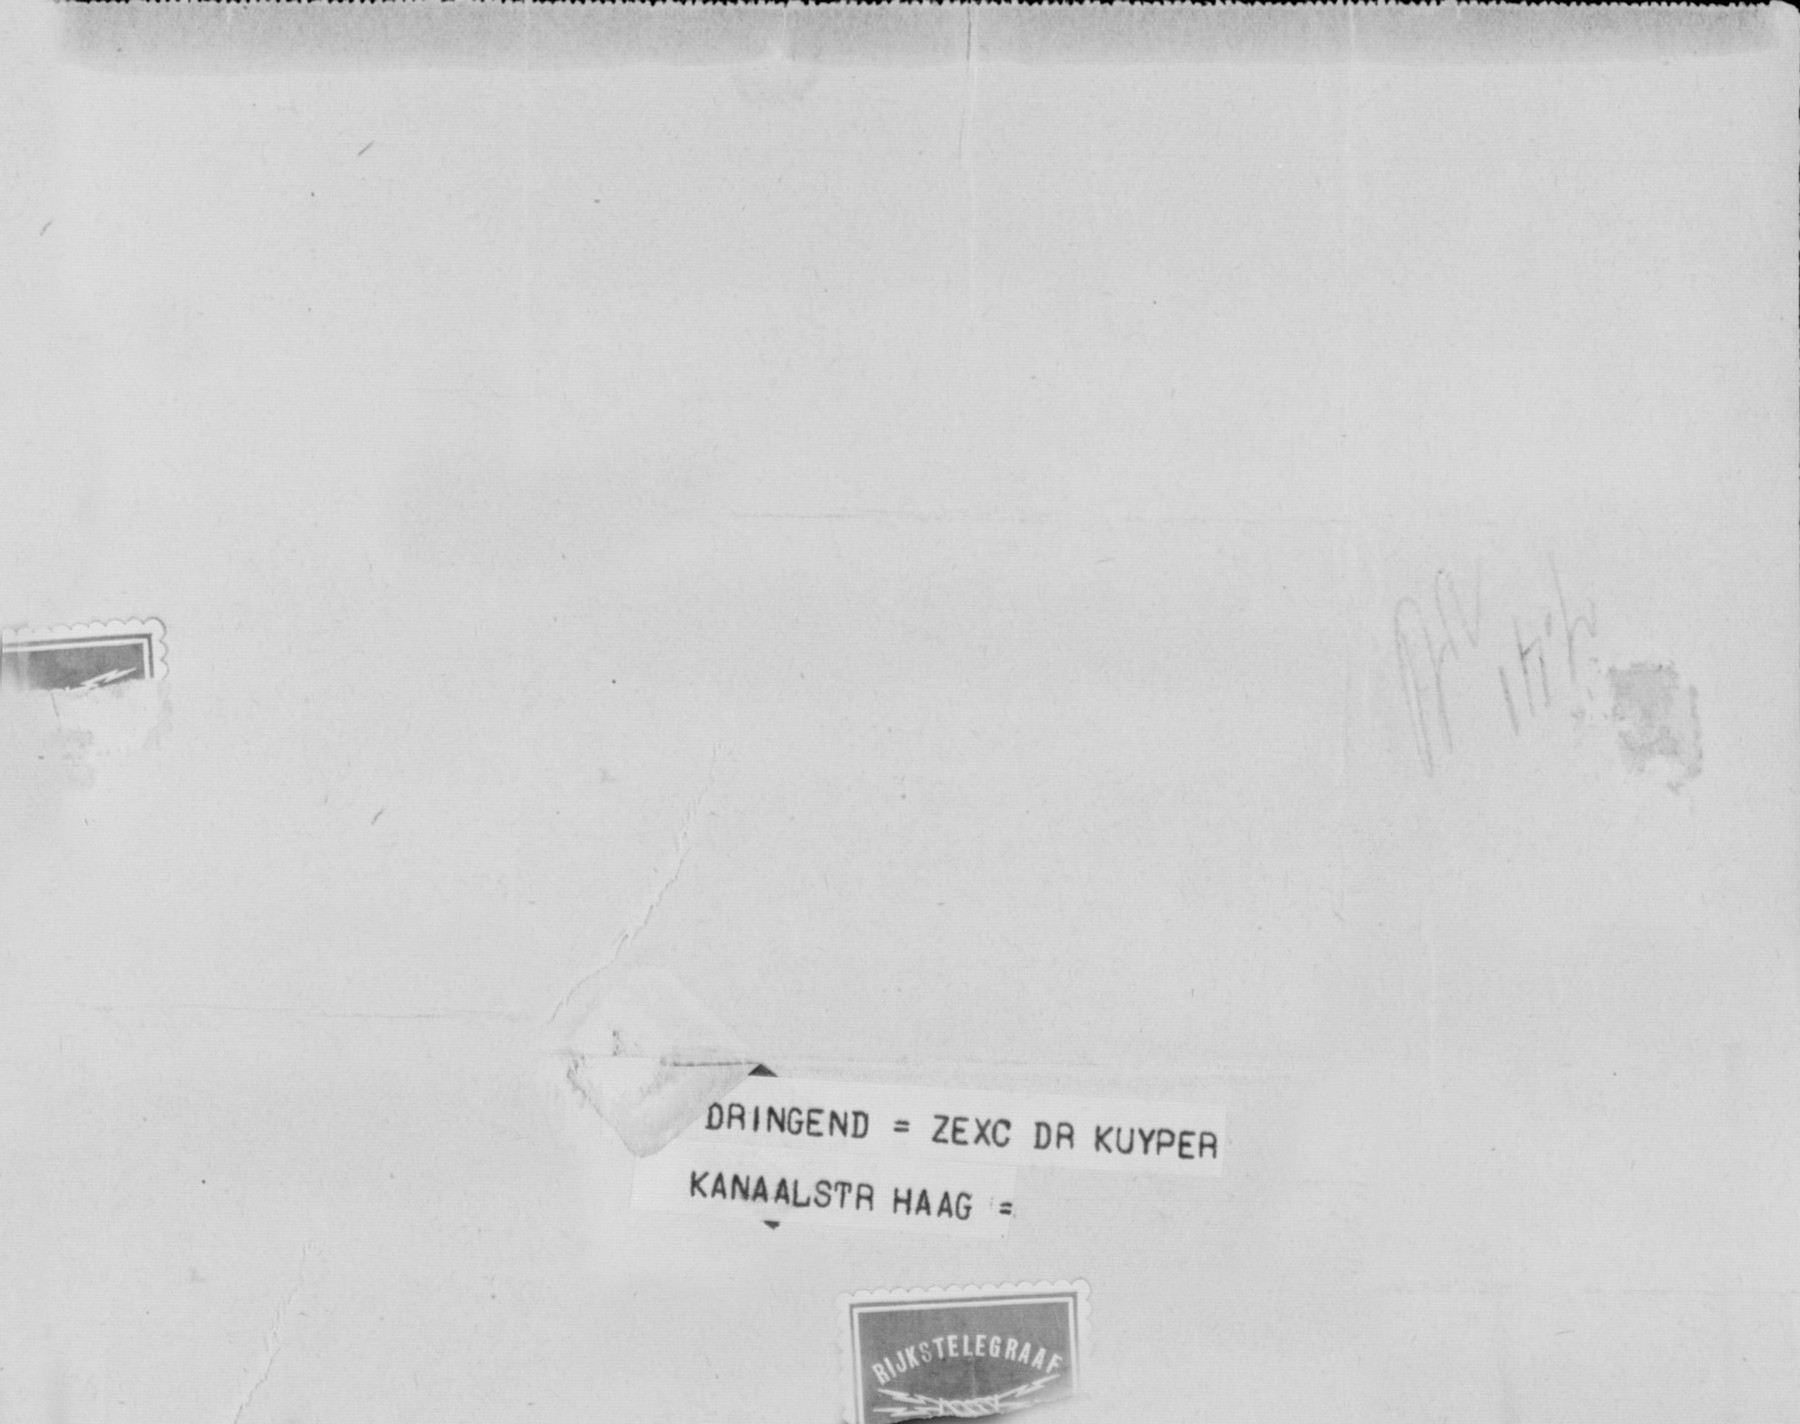 DRINGEND = ZEXC DR KUYPER
KANAALSTR HAAG =
RIJKSTELEGRAAF